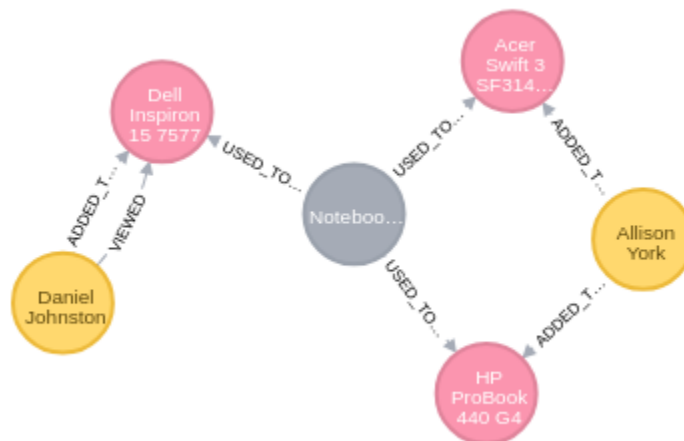 Acer
Swift 3
SF314...
Dell
Inspiron
15 7577
USED_TO...
USED_TO...
ADDED_T...
ADDED_T...
VIEWED
Noteboo...
Allison
York
Daniel
Johnston
USED_TO...
ADDED_T...
HP
ProBook
440 G4